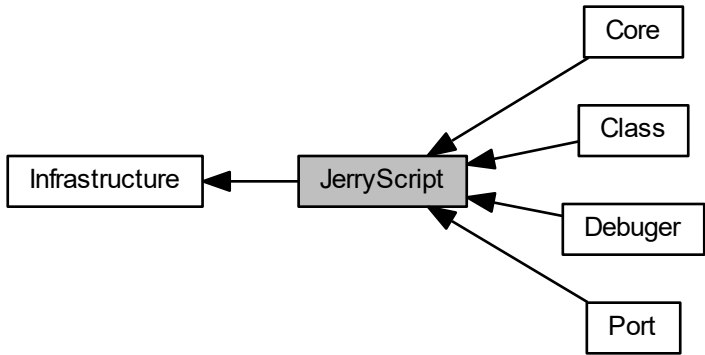 Core
Class
Infrastructure
JerryScript
Debuger
Port